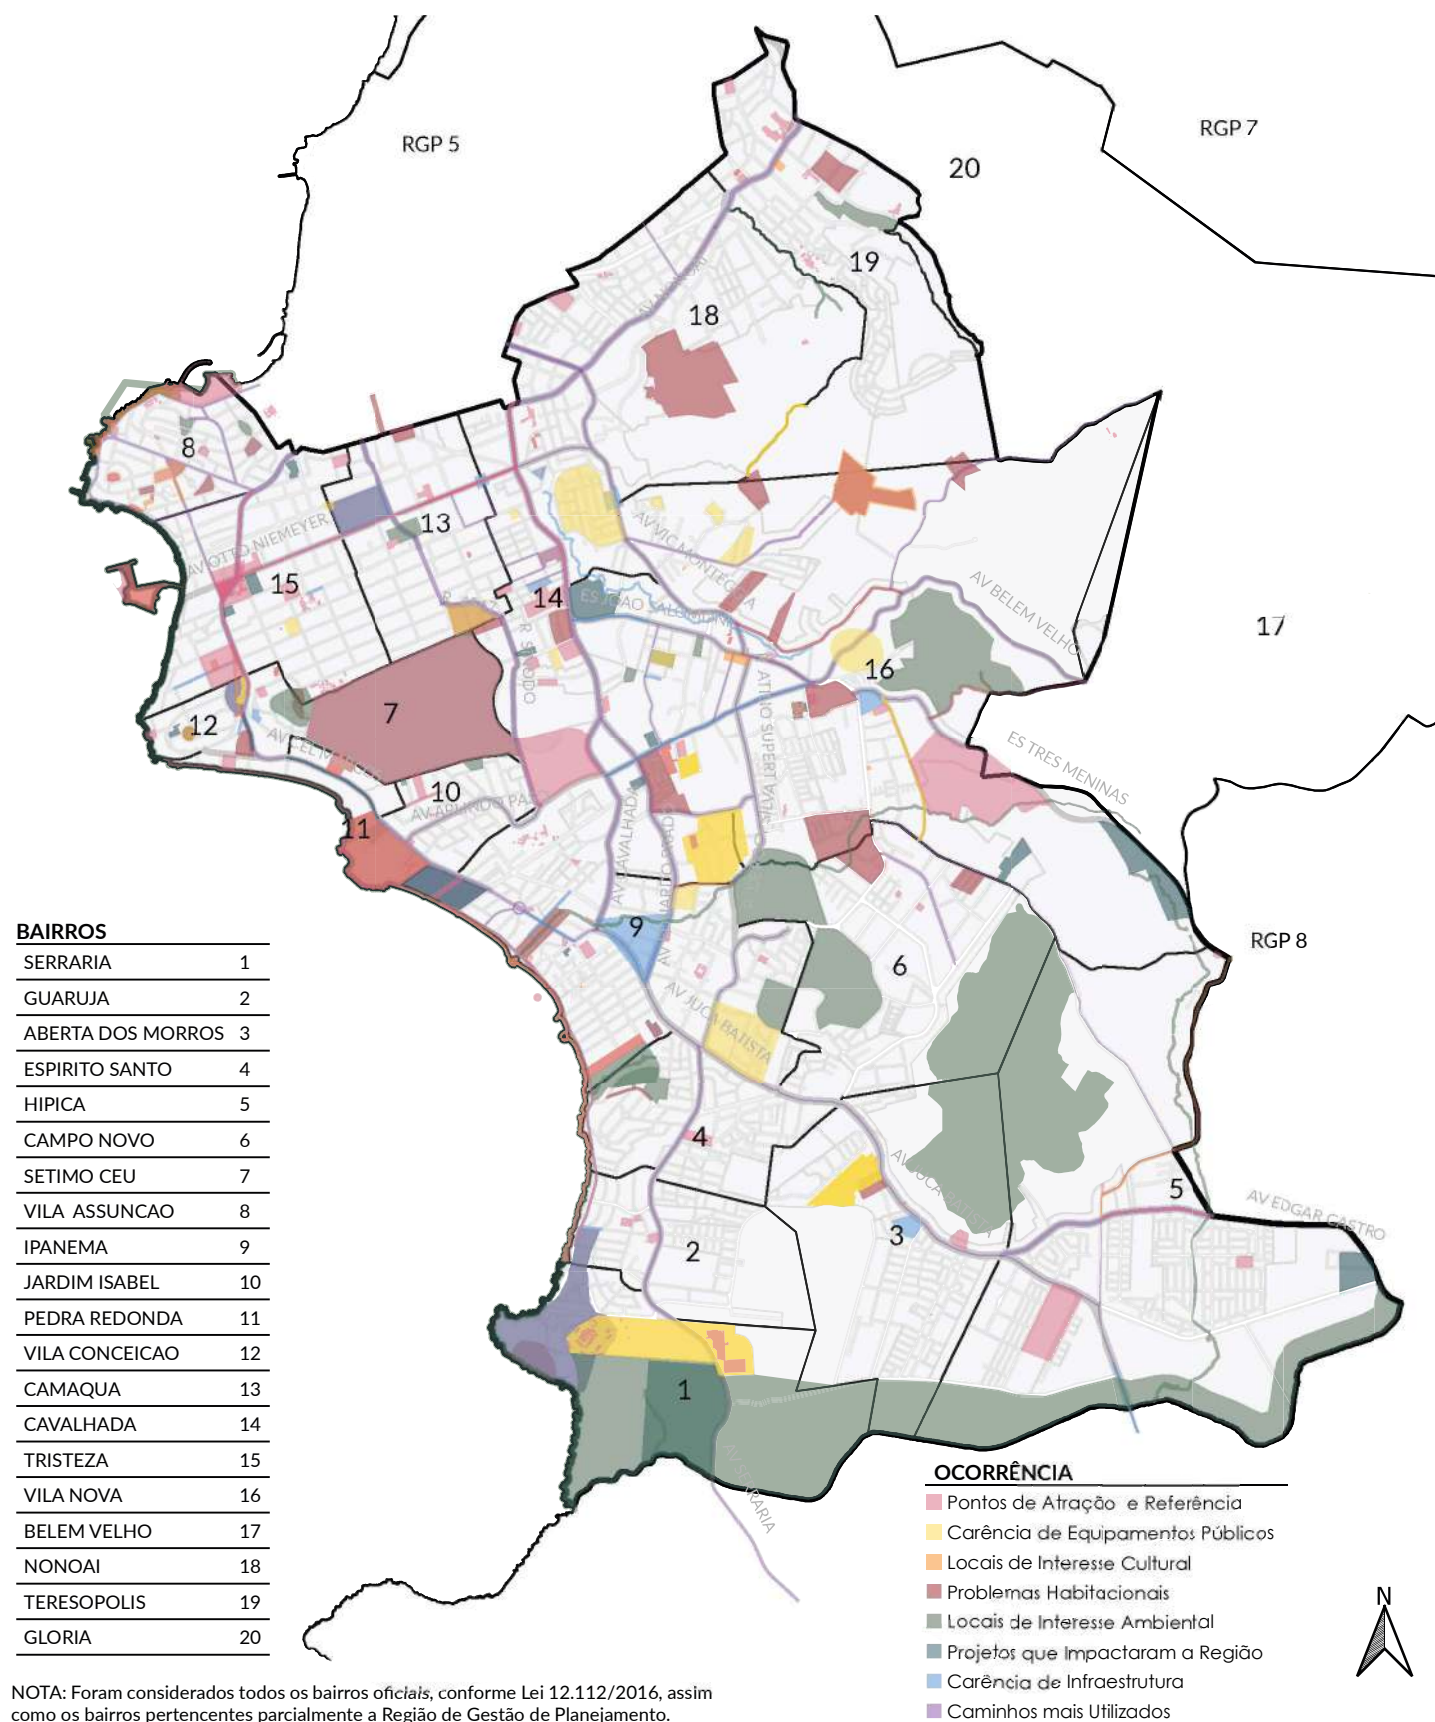 RGP 5
RGP 7
20
19
18
8
13
AV OTTO NIEMEYER
15
14
AV VIC MONTEGGIA
ES JOAO SALOMONI
AV BELEM VELHO
17
16
7
12
10
11
AV CAVALHADA
ES TRES MENINAS
9
6
RGP 8
AV JUCA BATISTA
4
AV JUCA BATISTA
5
AV EDGAR CASTRO
3
2
1
AV SERRARIA
BAIRROS
SERRARIA 1
GUARUJA 2
ABERTA DOS MORROS 3
ESPIRITO SANTO 4
HIPICA 5
CAMPO NOVO 6
SETIMO CEU 7
VILA ASSUNCAO 8
IPANEMA 9
JARDIM ISABEL 10
PEDRA REDONDA 11
VILA CONCEICAO 12
CAMAQUA 13
CAVALHADA 14
TRISTEZA 15
VILA NOVA 16
BELEM VELHO 17
NONOAI 18
TERESOPOLIS 19
GLORIA 20
OCORRÊNCIA
Pontos de Atração e Referência
Carência de Equipamentos Públicos
Locais de Interesse Cultural
Problemas Habitacionais
Locais de Interesse Ambiental
Projetos que Impactaram a Região
Carência de Infraestrutura
Caminhos mais Utilizados
N
NOTA: Foram considerados todos os bairros oficiais, conforme Lei 12.112/2016, assim
como os bairros pertencentes parcialmente a Região de Gestão de Planejamento.